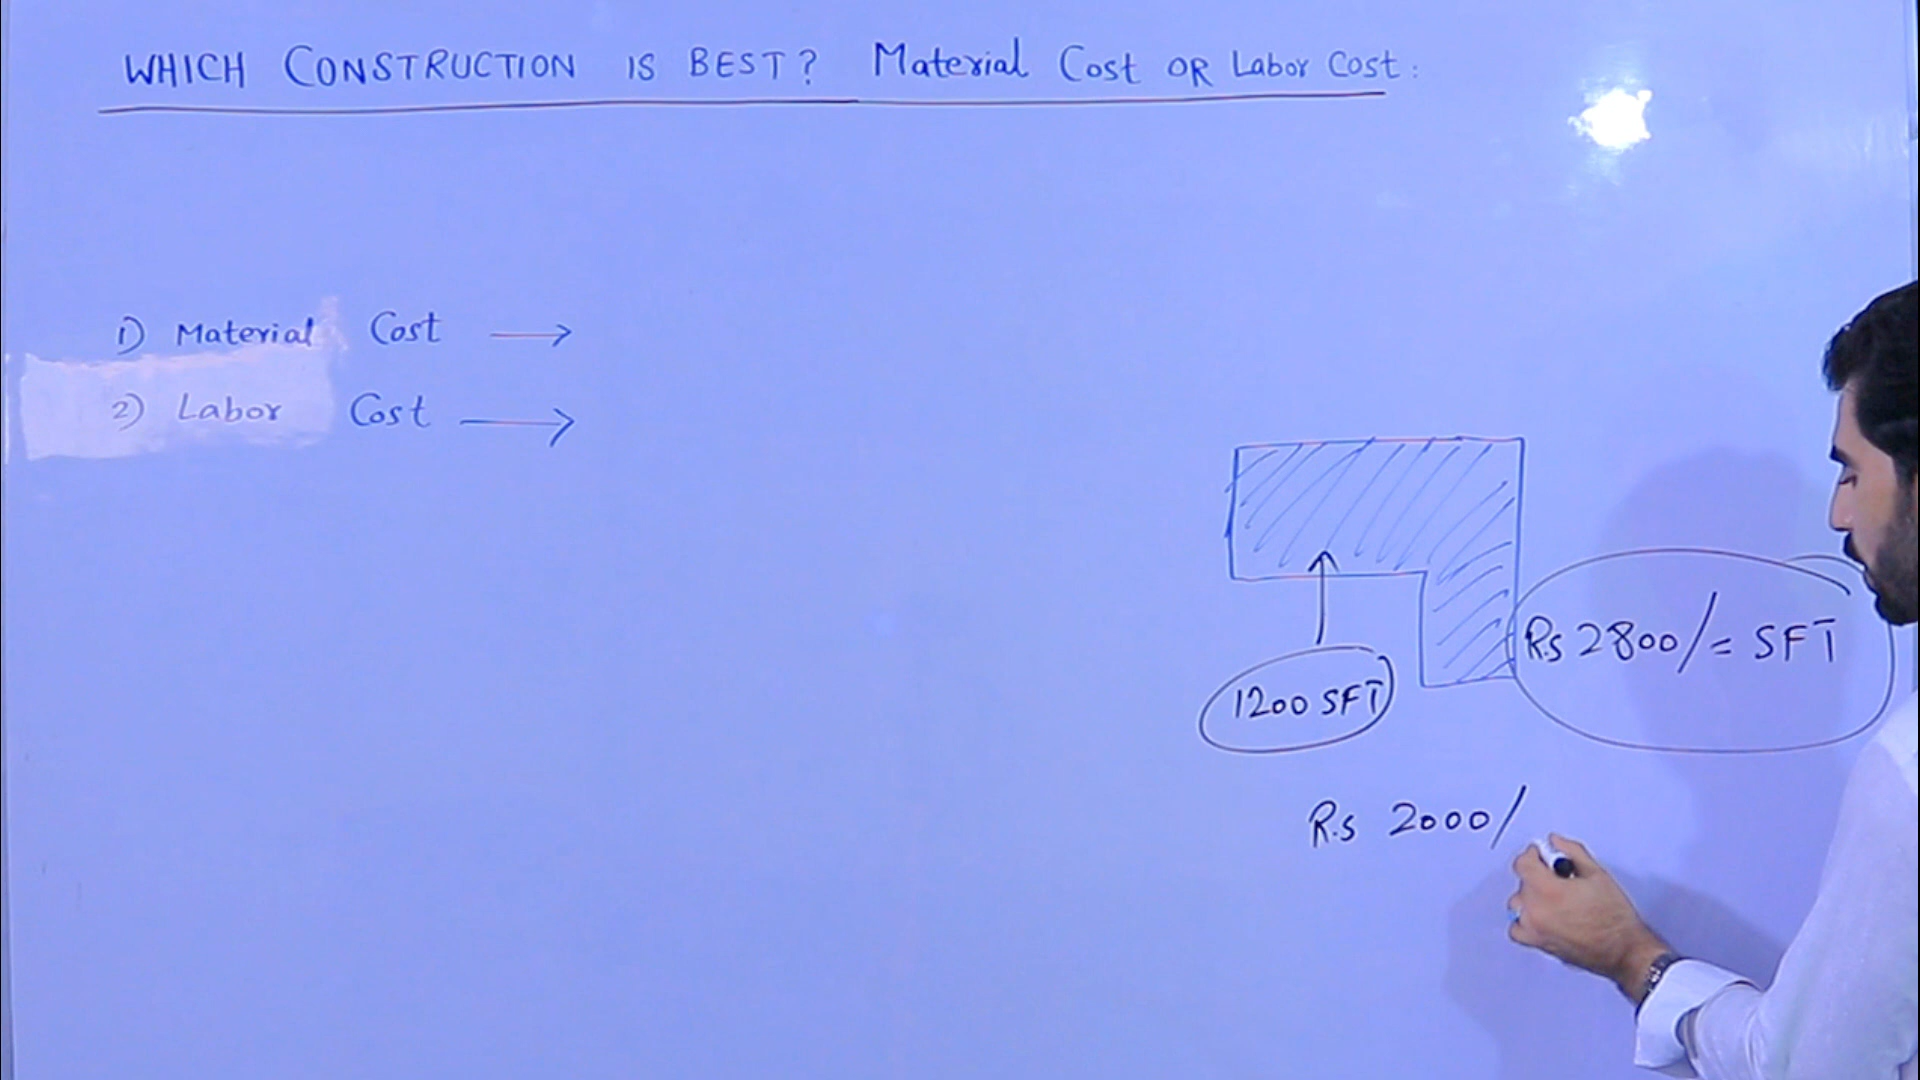 WHICH CONSTRUCTION IS BEST? Material Cost OR Labor Cost:
1) Material Cost →
2) Labor Cost →
Rs 2800/= SFT
1200 SFT
R.s 2000/